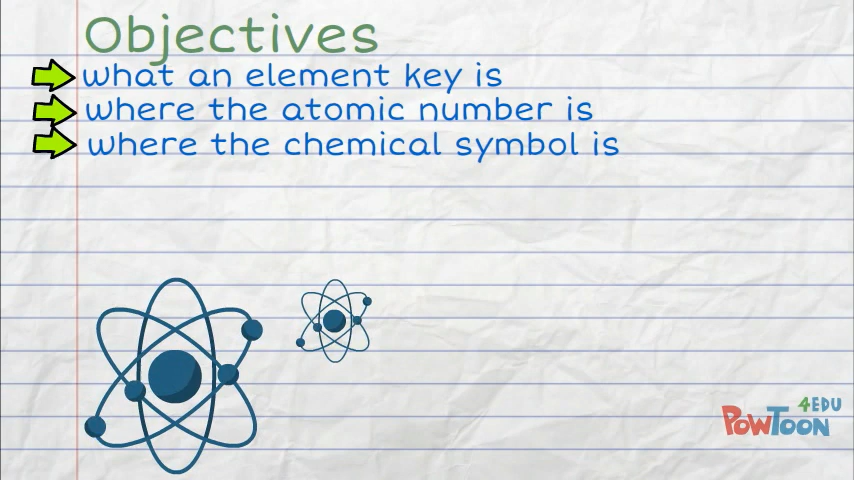 Objectives
what an element key is
where the atomic number is
where the chemical symbol is
4EDU
POWTOON